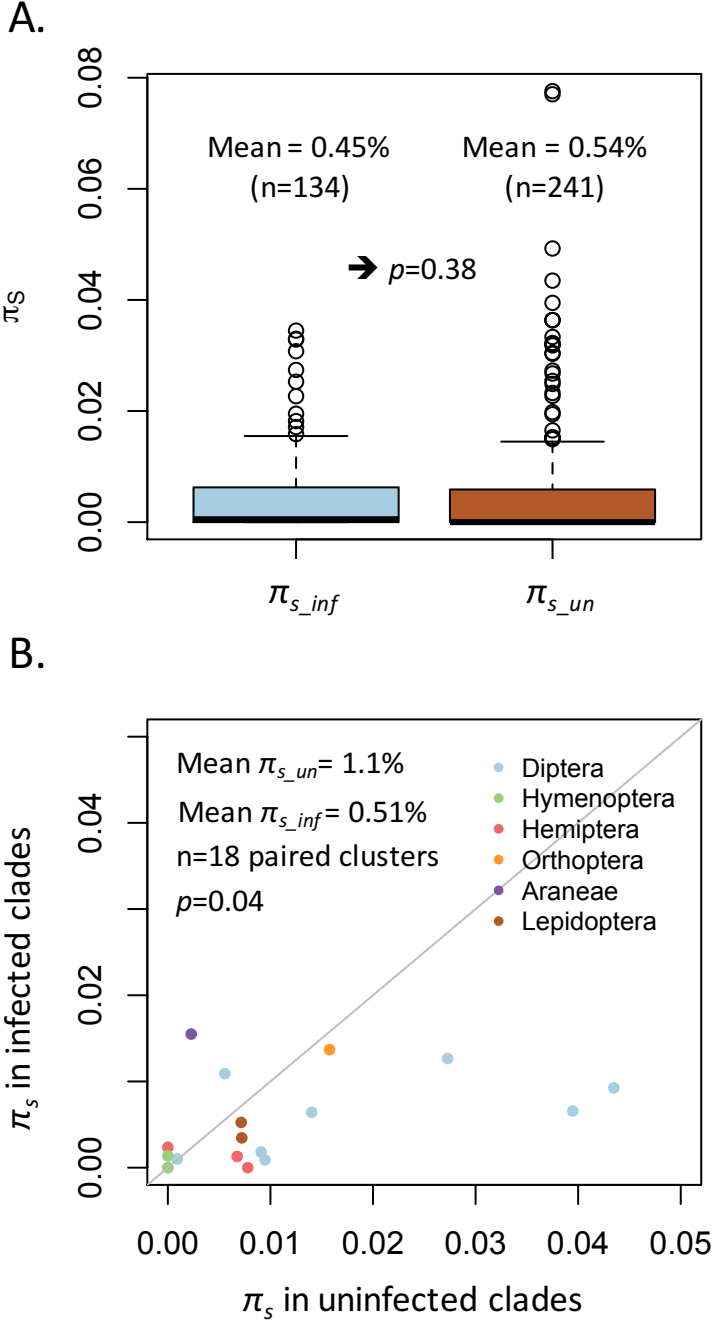 A.
Mean = 0.45%
(n=134)
Mean = 0.54%
(n=241)
➔ p=0.38
πS
0.00
0.02
0.04
0.06
0.08
πs_inf
πs_un
B.
Mean πs_un= 1.1%
Mean πs_inf= 0.51%
n=18 paired clusters
p=0.04
Diptera
Hymenoptera
Hemiptera
Orthoptera
Araneae
Lepidoptera
πs in infected clades
0.00
0.02
0.04
0.00 0.01 0.02 0.03 0.04 0.05
πs in uninfected clades